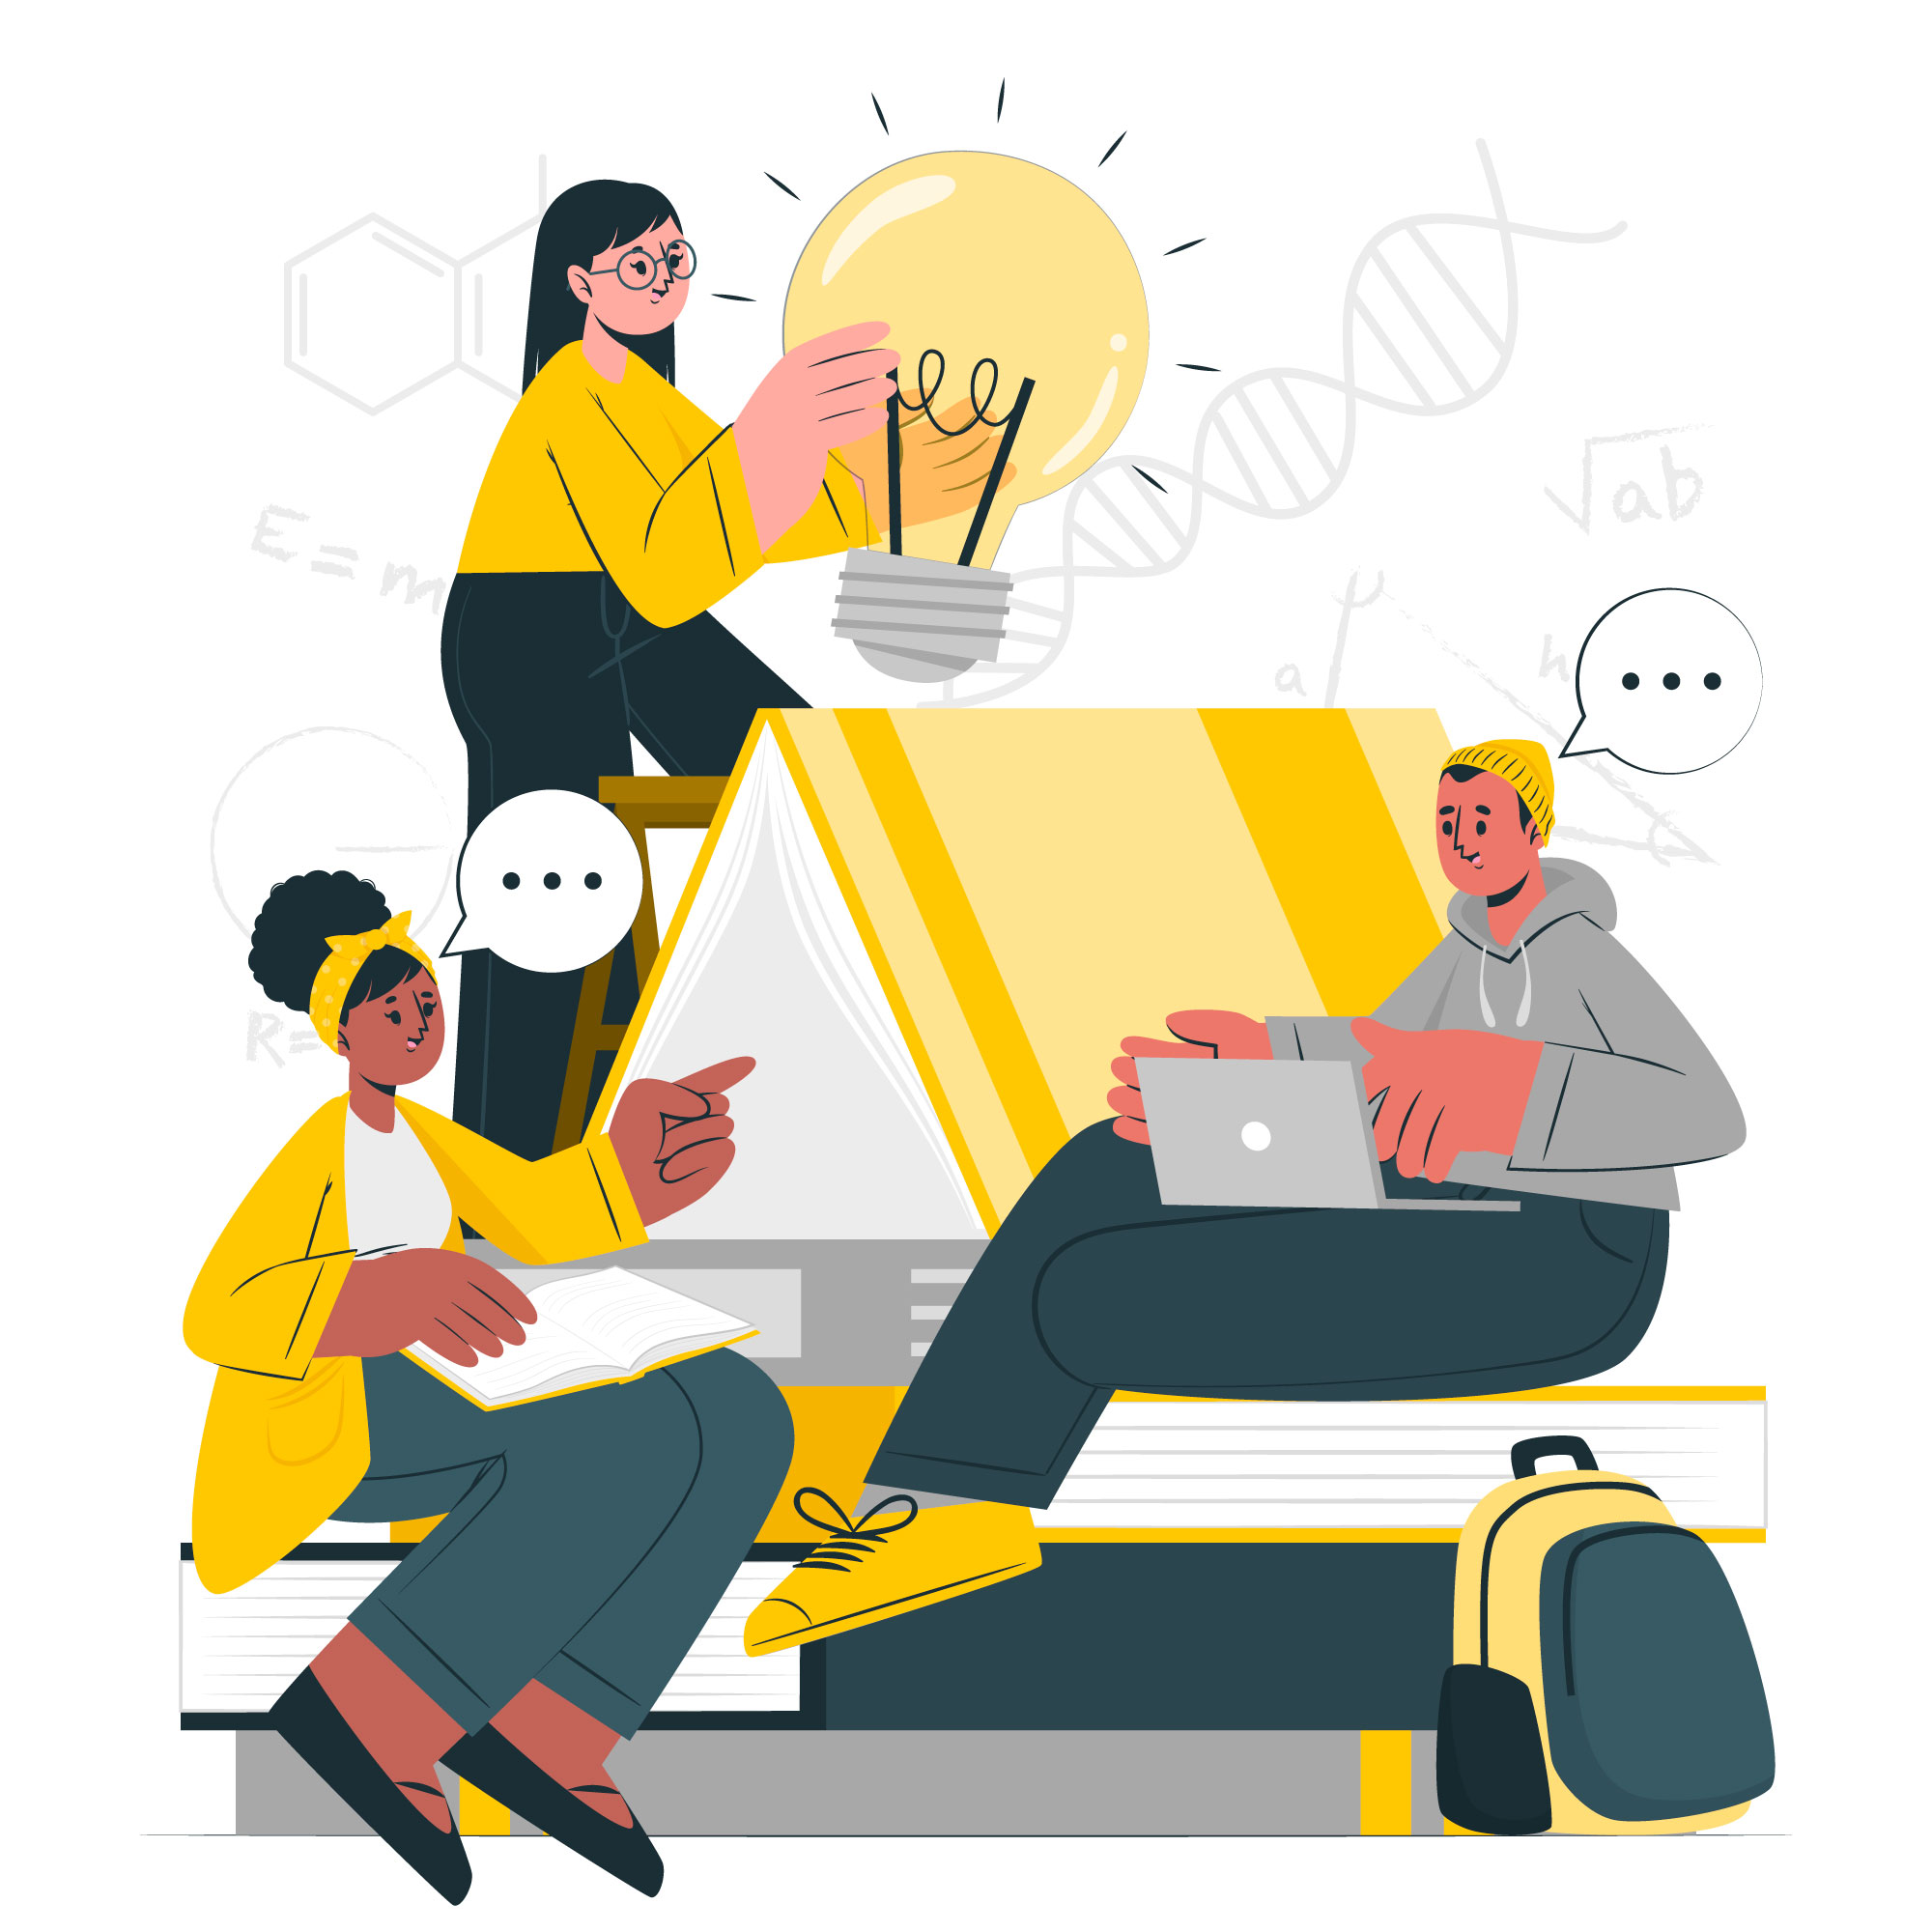 E=m
√ab
a
h
R=